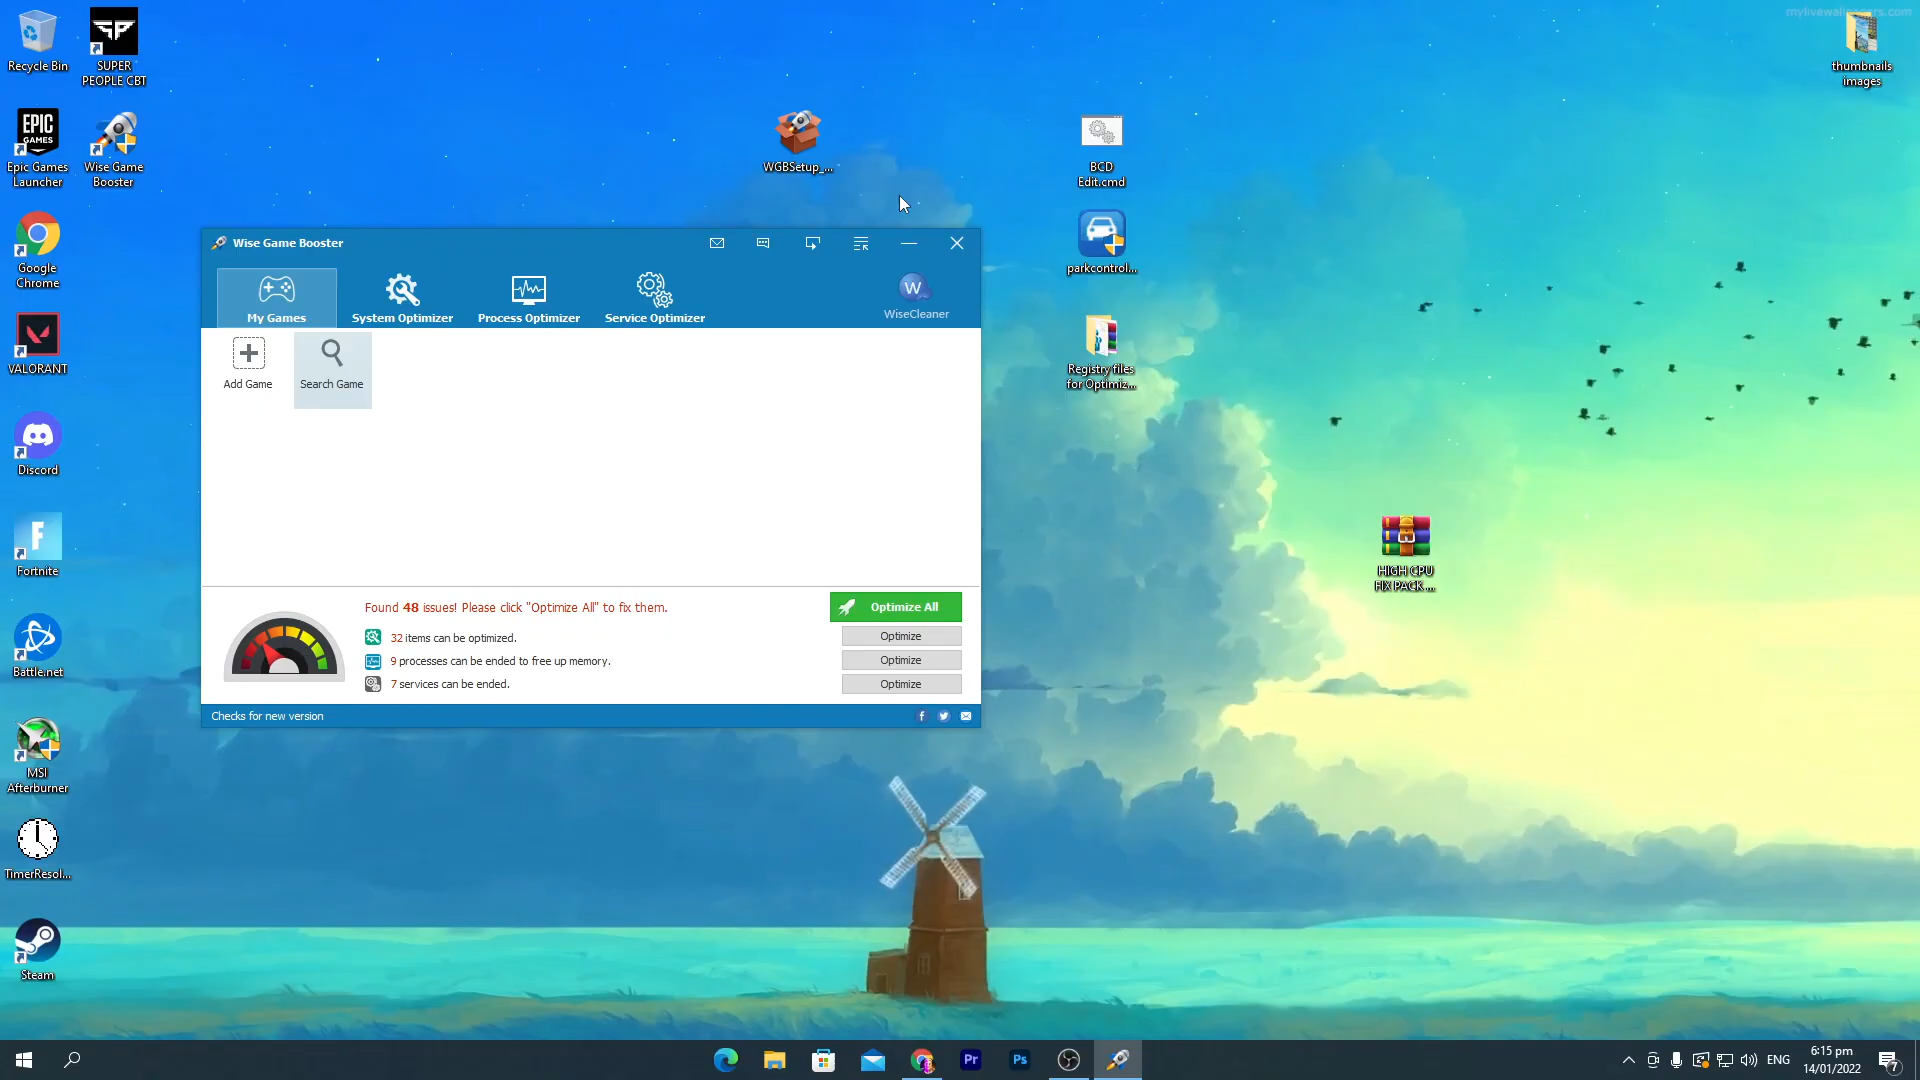 mylivewallpapers.com
Recycle Bin
SUPER
PEOPLE CBT
thumbnails
images
EPIC
GAMES
Epic Games
Launcher
Wise Game
Booster
WGBSetup_...
BCD
Edit.cmd
Google
Chrome
parkcontrol...
VALORANT
Registry files
for Optimiz...
Discord
Fortnite
HIGH CPU
FIX PACK ...
Battle.net
MSI
Afterburner
TimerResol...
Steam
Wise Game Booster
My Games
System Optimizer
Process Optimizer
Service Optimizer
W
WiseCleaner
Add Game
Search Game
Found 48 issues! Please click "Optimize All" to fix them.
Optimize All
32 items can be optimized.
Optimize
9 processes can be ended to free up memory.
Optimize
7 services can be ended.
Optimize
Checks for new version
Pr
Ps
ENG
6:15 pm
14/01/2022
7